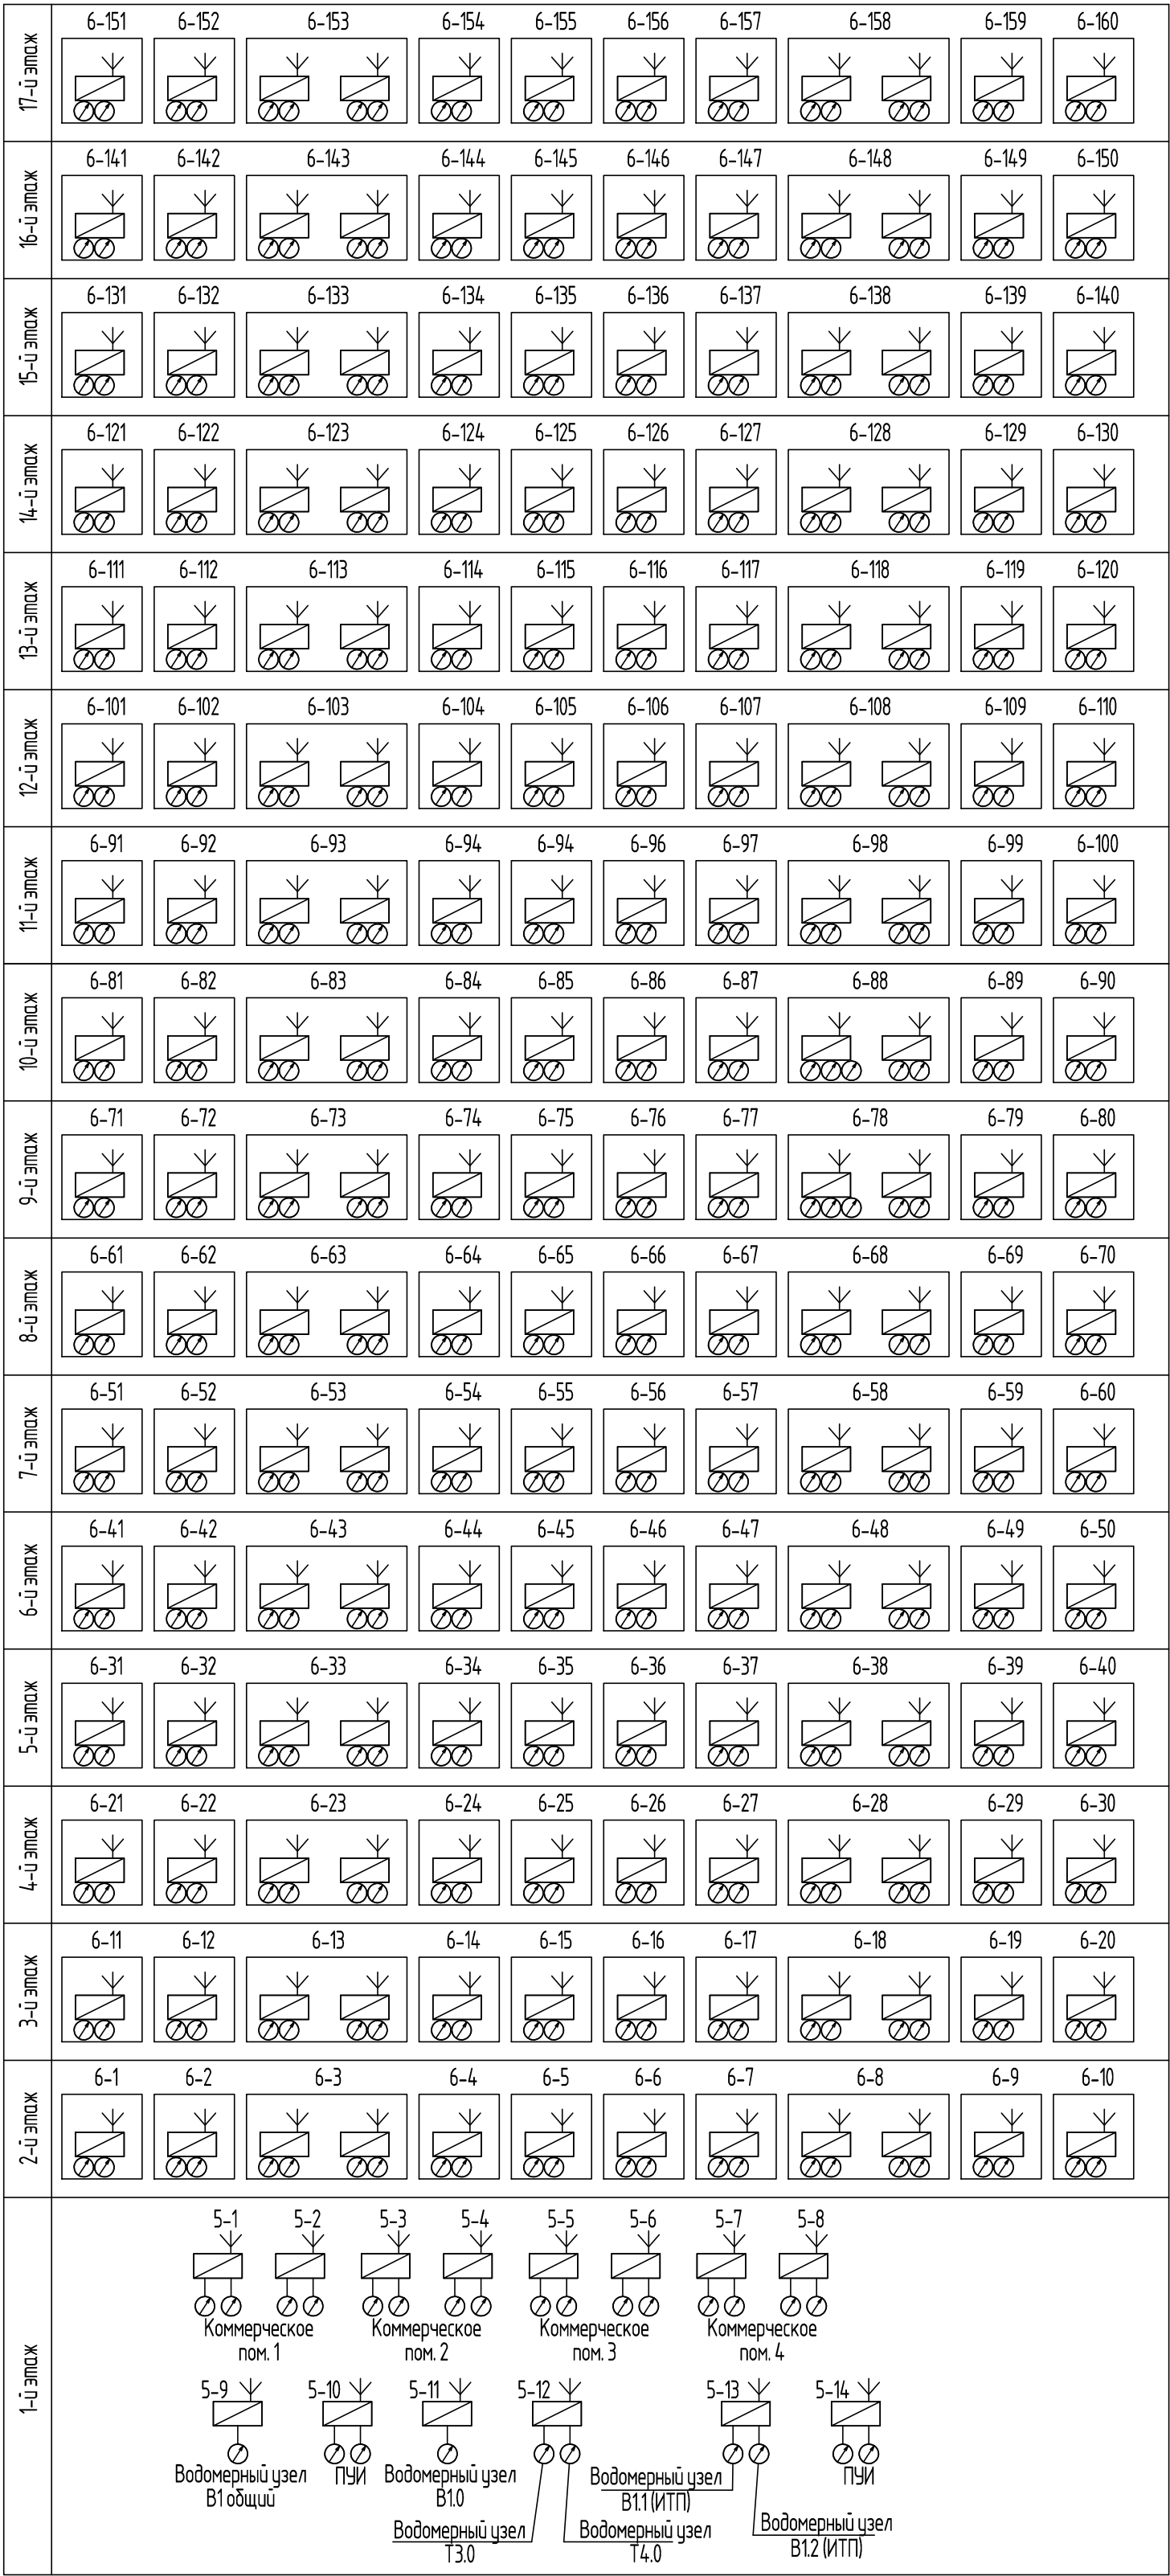 17-й этаж
6-151 6-152 6-153 6-154 6-155 6-156 6-157 6-158 6-159 6-160
16-й этаж
6-141 6-142 6-143 6-144 6-145 6-146 6-147 6-148 6-149 6-150
15-й этаж
6-131 6-132 6-133 6-134 6-135 6-136 6-137 6-138 6-139 6-140
14-й этаж
6-121 6-122 6-123 6-124 6-125 6-126 6-127 6-128 6-129 6-130
13-й этаж
6-111 6-112 6-113 6-114 6-115 6-116 6-117 6-118 6-119 6-120
12-й этаж
6-101 6-102 6-103 6-104 6-105 6-106 6-107 6-108 6-109 6-110
11-й этаж
6-91 6-92 6-93 6-94 6-94 6-96 6-97 6-98 6-99 6-100
10-й этаж
6-81 6-82 6-83 6-84 6-85 6-86 6-87 6-88 6-89 6-90
9-й этаж
6-71 6-72 6-73 6-74 6-75 6-76 6-77 6-78 6-79 6-80
8-й этаж
6-61 6-62 6-63 6-64 6-65 6-66 6-67 6-68 6-69 6-70
7-й этаж
6-51 6-52 6-53 6-54 6-55 6-56 6-57 6-58 6-59 6-60
6-й этаж
6-41 6-42 6-43 6-44 6-45 6-46 6-47 6-48 6-49 6-50
5-й этаж
6-31 6-32 6-33 6-34 6-35 6-36 6-37 6-38 6-39 6-40
4-й этаж
6-21 6-22 6-23 6-24 6-25 6-26 6-27 6-28 6-29 6-30
3-й этаж
6-11 6-12 6-13 6-14 6-15 6-16 6-17 6-18 6-19 6-20
2-й этаж
6-1 6-2 6-3 6-4 6-5 6-6 6-7 6-8 6-9 6-10
1-й этаж
5-1 5-2 5-3 5-4 5-5 5-6 5-7 5-8
Коммерческое
пом. 1
Коммерческое
пом. 2
Коммерческое
пом. 3
Коммерческое
пом. 4
5-9 5-10 5-11 5-12 5-13 5-14
Водомерный узел
В1 общий
ПУИ
Водомерный узел
В1.0
Водомерный узел
В1.1 (ИТП)
ПУИ
Водомерный узел
Т3.0
Водомерный узел
Т4.0
Водомерный узел
В1.2 (ИТП)